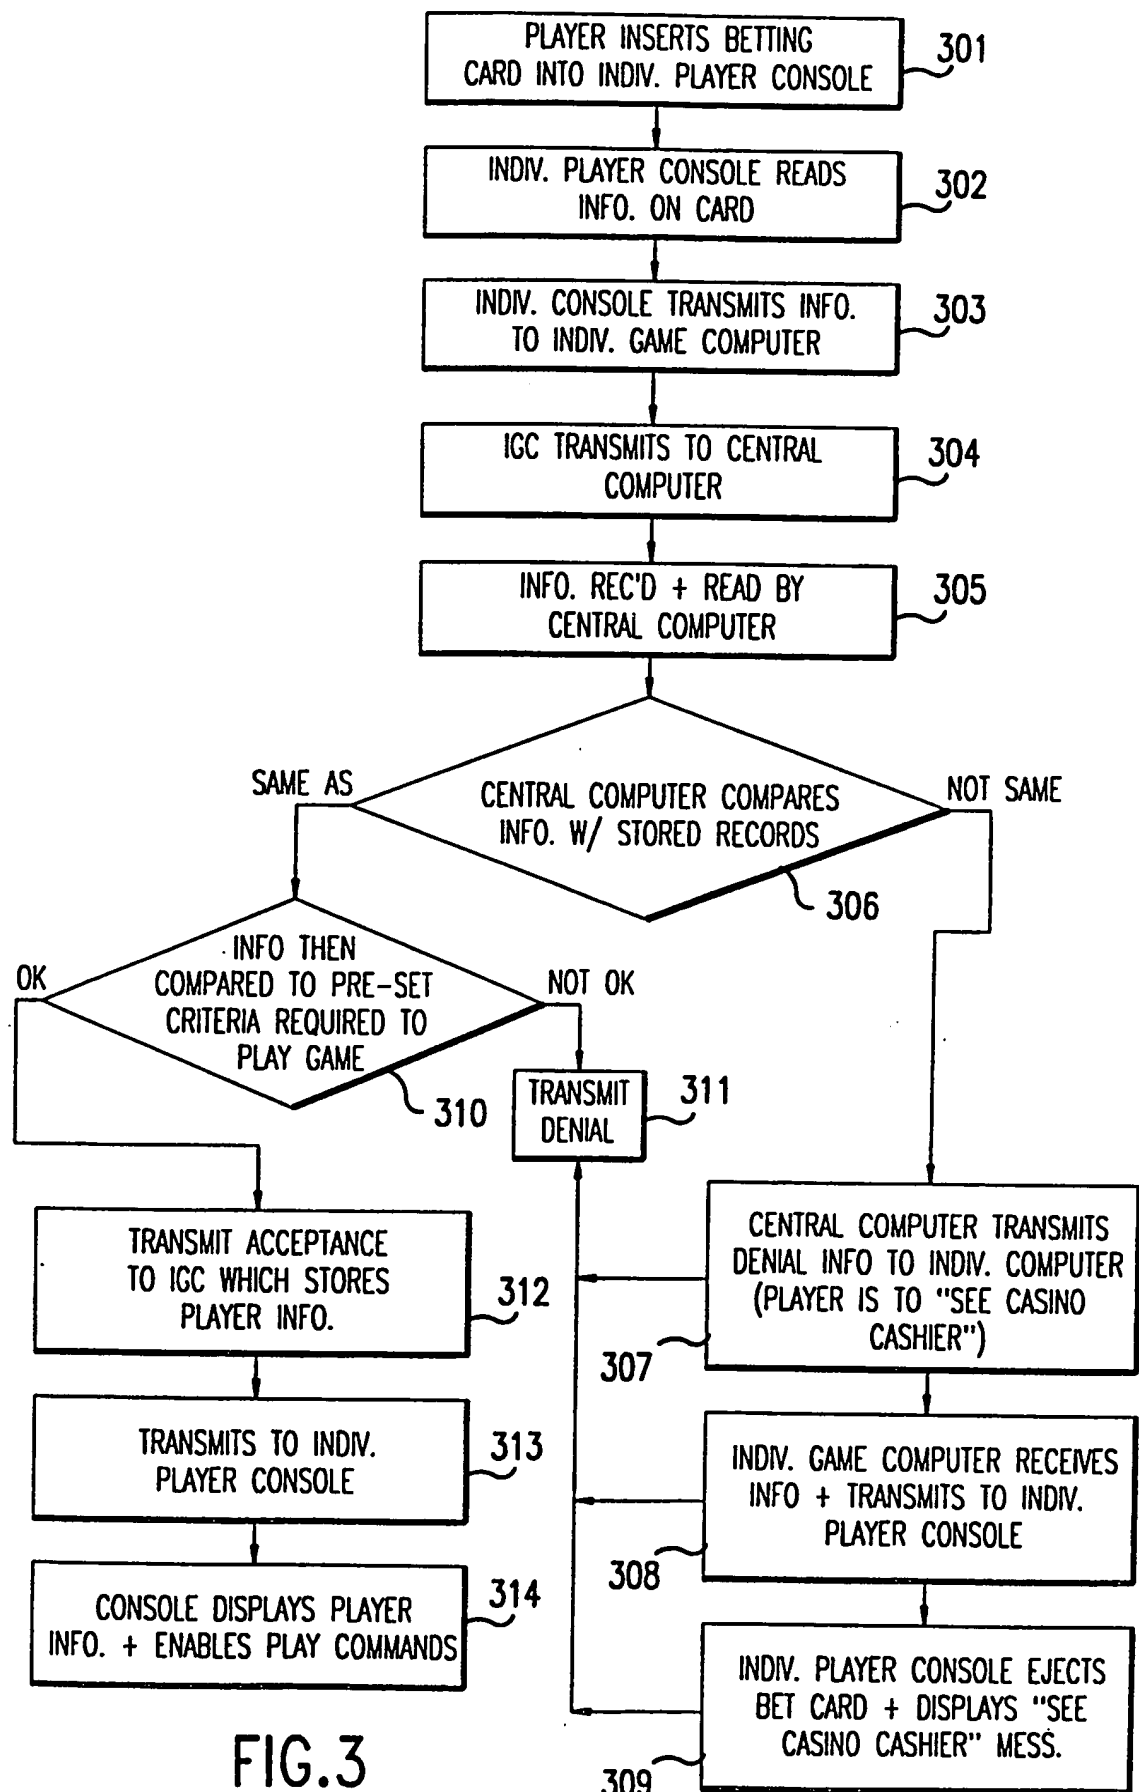 PLAYER INSERTS BETTING
CARD INTO INDIV. PLAYER CONSOLE
301
INDIV. PLAYER CONSOLE READS
INFO. ON CARD
302
INDIV. CONSOLE TRANSMITS INFO.
TO INDIV. GAME COMPUTER
303
IGC TRANSMITS TO CENTRAL
COMPUTER
304
INFO. REC'D + READ BY
CENTRAL COMPUTER
305
SAME AS
CENTRAL COMPUTER COMPARES
INFO. W/ STORED RECORDS
NOT SAME
306
OK
INFO THEN
COMPARED TO PRE-SET
CRITERIA REQUIRED TO
PLAY GAME
NOT OK
310
TRANSMIT
DENIAL
311
TRANSMIT ACCEPTANCE
TO IGC WHICH STORES
PLAYER INFO.
312
CENTRAL COMPUTER TRANSMITS
DENIAL INFO TO INDIV. COMPUTER
(PLAYER IS TO "SEE CASINO
CASHIER")
307
TRANSMITS TO INDIV.
PLAYER CONSOLE
313
INDIV. GAME COMPUTER RECEIVES
INFO + TRANSMITS TO INDIV.
PLAYER CONSOLE
308
CONSOLE DISPLAYS PLAYER
INFO. + ENABLES PLAY COMMANDS
314
INDIV. PLAYER CONSOLE EJECTS
BET CARD + DISPLAYS "SEE
CASINO CASHIER" MESS.
309
FIG.3